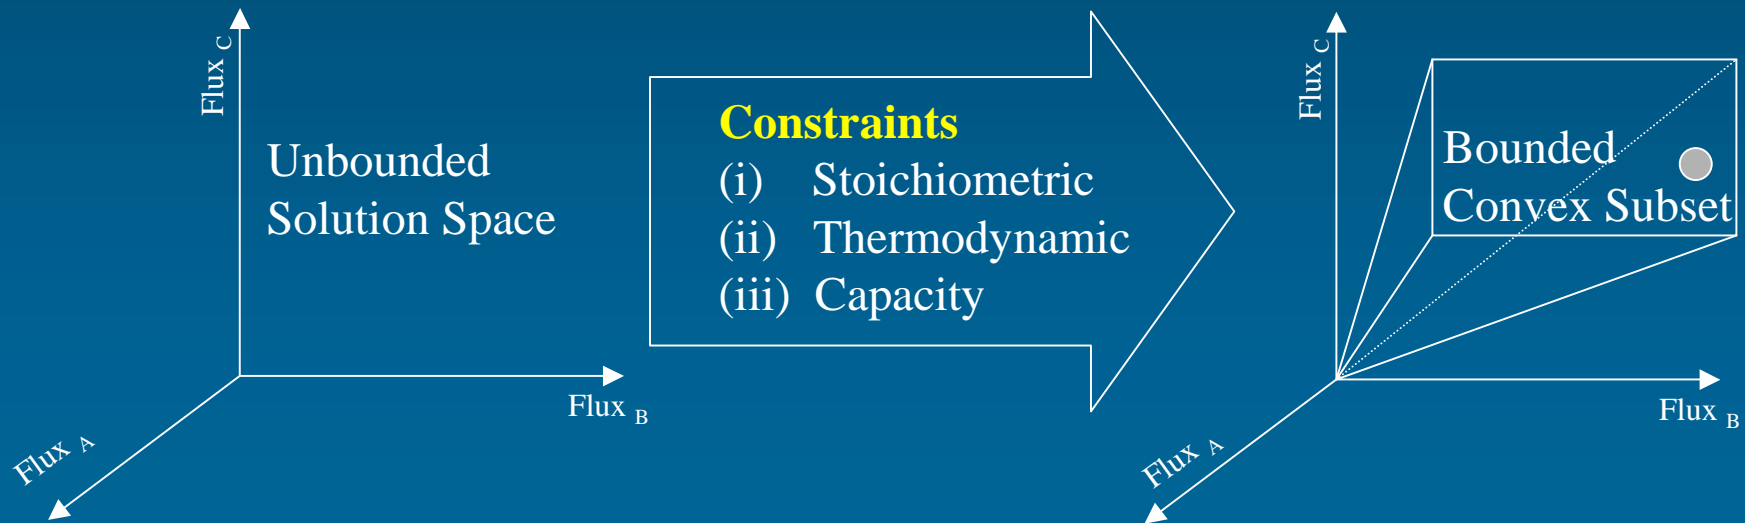 Flux C
Unbounded
Solution Space
Flux B
Flux A
Constraints
(i) Stoichiometric
(ii) Thermodynamic
(iii) Capacity
Flux C
Bounded
Convex Subset
Flux B
Flux A